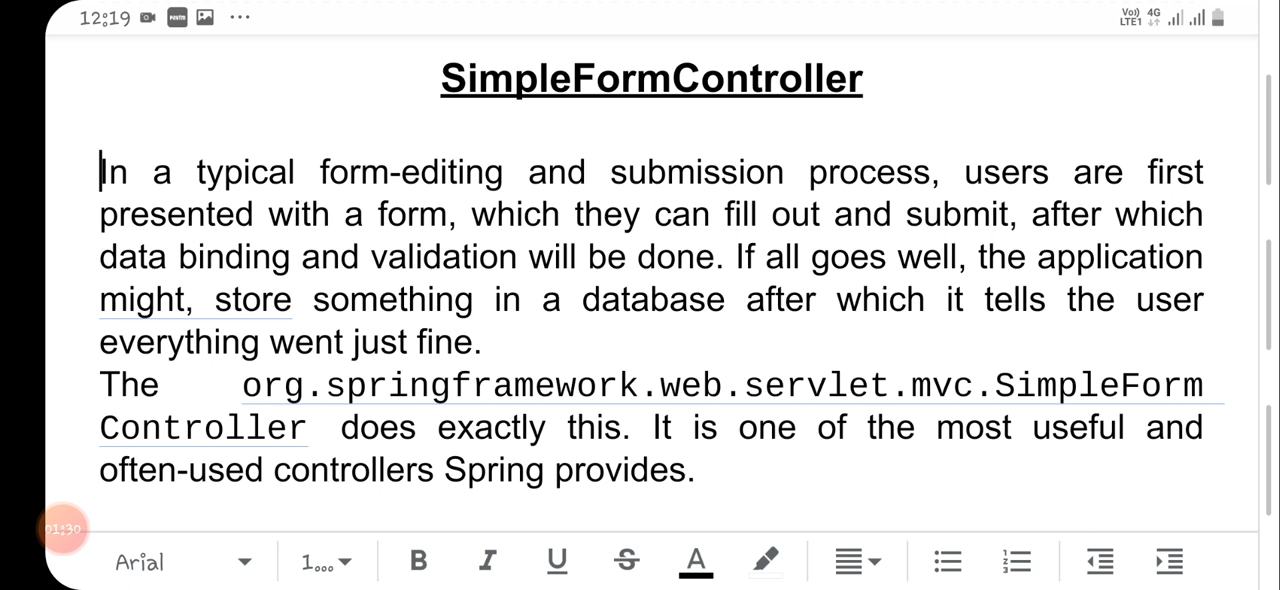 12:19
Vo) 4G
LTE1
SimpleFormController
In a typical form-editing and submission process, users are first
presented with a form, which they can fill out and submit, after which
data binding and validation will be done. If all goes well, the application
might, store something in a database after which it tells the user
everything went just fine.
The org.springframework.web.servlet.mvc.SimpleForm
Controller does exactly this. It is one of the most useful and
often-used controllers Spring provides.
01:30
Arial 1... B I U S A